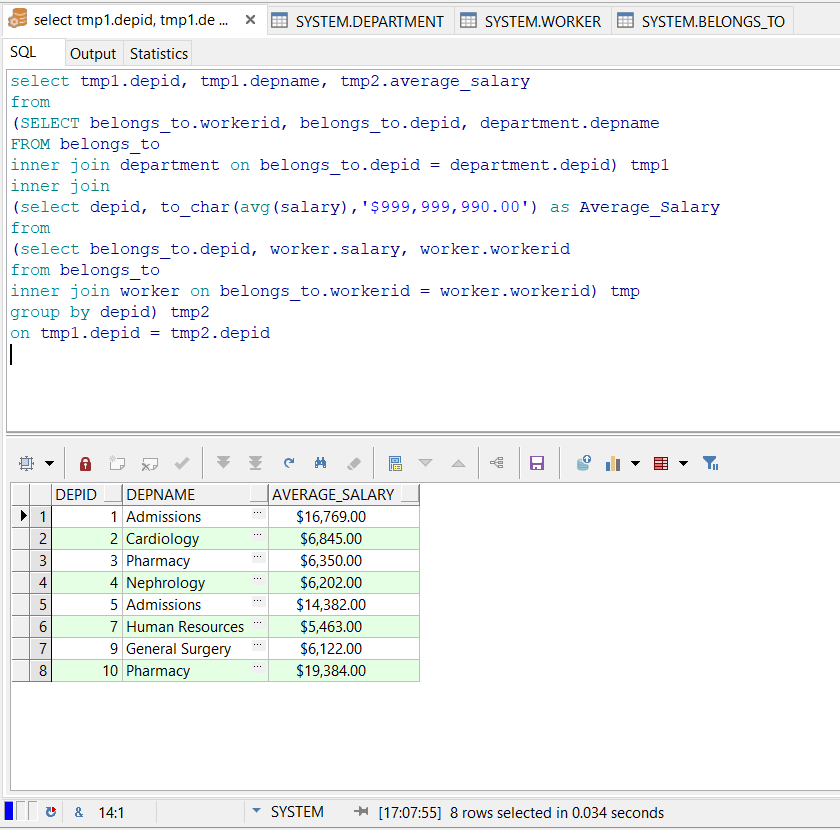 select tmp1.depid, tmp1.de ... SYSTEM.DEPARTMENT SYSTEM.WORKER SYSTEM.BELONGS_TO
SQL Output Statistics
select tmp1.depid, tmp1.depname, tmp2.average_salary
from
(SELECT belongs_to.workerid, belongs_to.depid, department.depname
FROM belongs_to
inner join department on belongs_to.depid = department.depid) tmp1
inner join
(select depid, to_char(avg(salary),'$999,999,990.00') as Average_Salary
from
(select belongs_to.depid, worker.salary, worker.workerid
from belongs_to
inner join worker on belongs_to.workerid = worker.workerid) tmp
group by depid) tmp2
on tmp1.depid = tmp2.depid
DEPID DEPNAME AVERAGE_SALARY
1 1 Admissions ... $16,769.00
2 2 Cardiology ... $6,845.00
3 3 Pharmacy ... $6,350.00
4 4 Nephrology ... $6,202.00
5 5 Admissions ... $14,382.00
6 7 Human Resources ... $5,463.00
7 9 General Surgery ... $6,122.00
8 10 Pharmacy ... $19,384.00
& 14:1 SYSTEM [17:07:55] 8 rows selected in 0.034 seconds